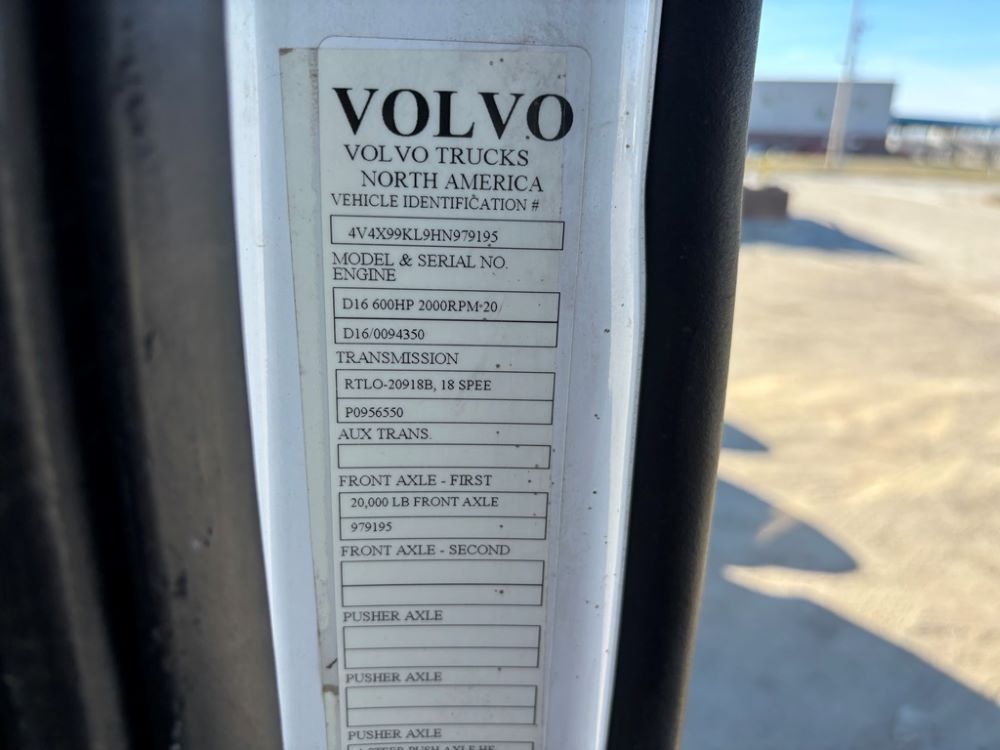 VOLVO
VOLVO TRUCKS
NORTH AMERICA
VEHICLE IDENTIFICATION #
4V4X99KL9HN979195
MODEL & SERIAL NO.
ENGINE
D16 600HP 2000RPM 20
D16/0094350
TRANSMISSION
RTLO-20918B, 18 SPEE
P0956550
AUX TRANS.
FRONT AXLE - FIRST
20,000 LB FRONT AXLE
979195
FRONT AXLE - SECOND
PUSHER AXLE
PUSHER AXLE
PUSHER AXLE